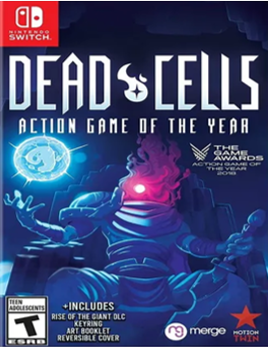 NINTENDO
SWITCH
DEAD CELLS
ACTION GAME OF THE YEAR
THE
GAME
AWARDS
ACTION GAME OF
THE YEAR
2018
TEEN
ADOLESCENTS
T
ESRB
+INCLUDES
RISE OF THE GIANT DLC
KEYRING
ART BOOKLET
REVERSIBLE COVER
merge
MOTION
TWIN